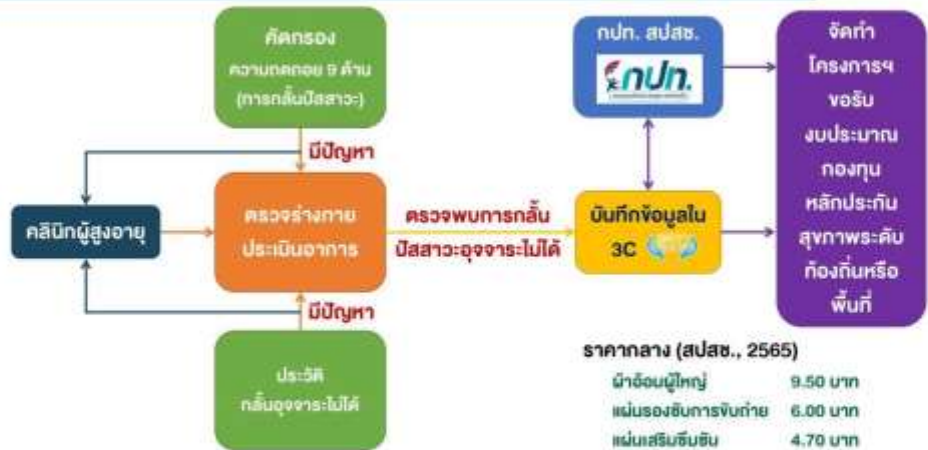 คัดกรอง
ความถดถอย 9 ด้าน
(การกลั้นปัสสาวะ)
มีปัญหา
คลินิกผู้สูงอายุ
ตรวจร่างกาย
ประเมินอาการ
ตรวจพบการกลั้น
ปัสสาวะอุจจาระไม่ได้
มีปัญหา
ประวัติ
กลั้นอุจจาระไม่ได้
กปท. สปสช.
กปท.
บันทึกข้อมูลใน
3C
จัดทำ
โครงการฯ
ขอรับ
งบประมาณ
กองทุน
หลักประกัน
สุขภาพระดับ
ท้องถิ่นหรือ
พื้นที่
ราคากลาง (สปสช., 2565)
ผ้าอ้อมผู้ใหญ่ 9.50 บาท
แผ่นรองซับการขับถ่าย 6.00 บาท
แผ่นเสริมซึมซับ 4.70 บาท